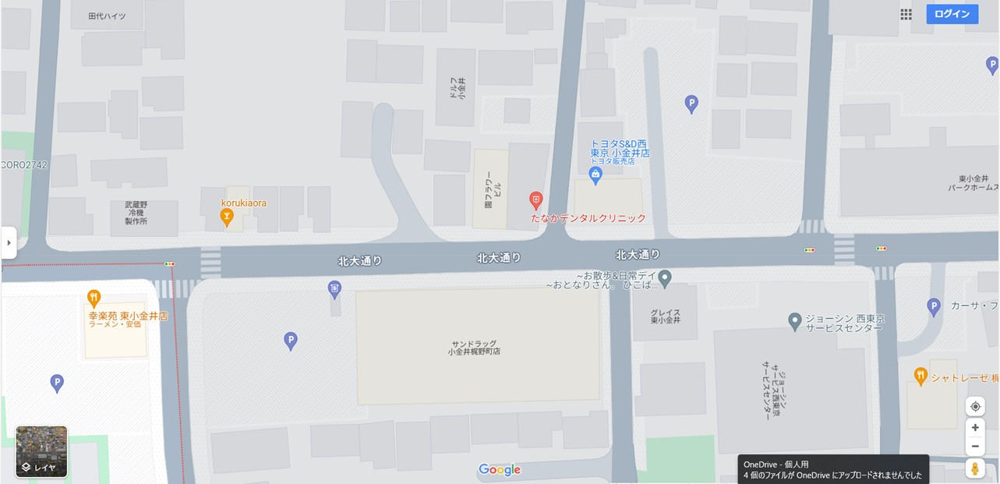 田代ハイツ
ログイン
P
ドルフ
小金井
P
トヨタS&D西
東京 小金井店
トヨタ販売店
CORO2742
東小金井
パークホームズ
國フラワー
ビル
武蔵野
冷機
製作所
korukiaora
たなかデンタルクリニック
北大通り
北大通り
北大通り
~お散歩&日常デイ
~おとなりさん。 ひこば...
幸楽苑 東小金井店
ラーメン・安価
グレイス
東小金井
ジョーシン 西東京
サービスセンター
P
カーサ・フ
P
サンドラッグ
小金井梶野町店
ジョーシン
サービス西東京
サービスセンター
シャトレーゼ 梶
P
レイヤ
Google
OneDrive - 個人用
4 個のファイルが OneDrive にアップロードされませんでした